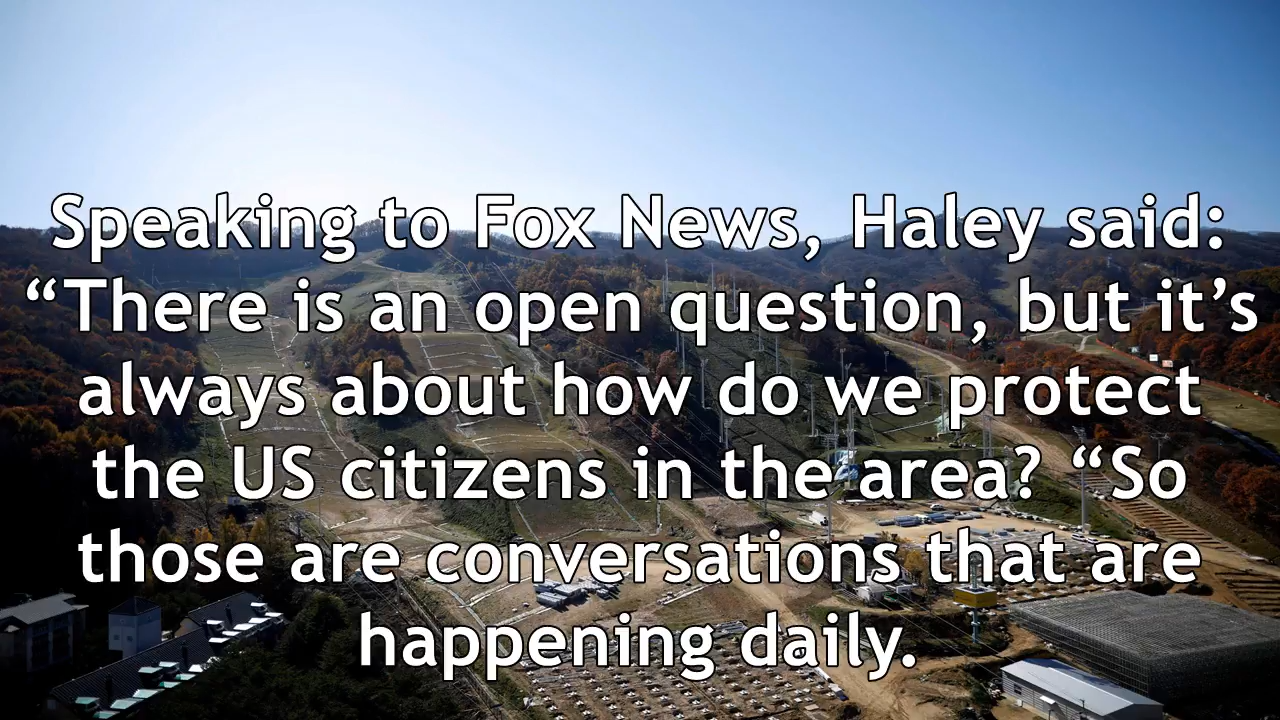 Speaking to Fox News, Haley said:
“There is an open question, but it’s
always about how do we protect
the US citizens in the area? “So
those are conversations that are
happening daily.